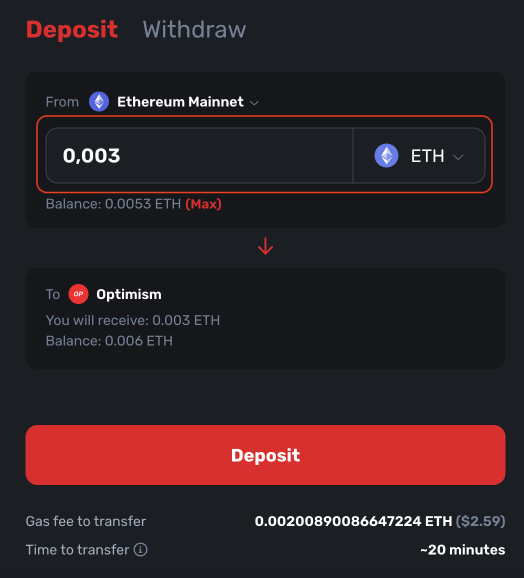 Deposit Withdraw
From Ethereum Mainnet
0,003 ETH
Balance: 0.0053 ETH (Max)
To OP Optimism
You will receive: 0.003 ETH
Balance: 0.006 ETH
Deposit
Gas fee to transfer 0.00200890086647224 ETH ($2.59)
Time to transfer ~20 minutes